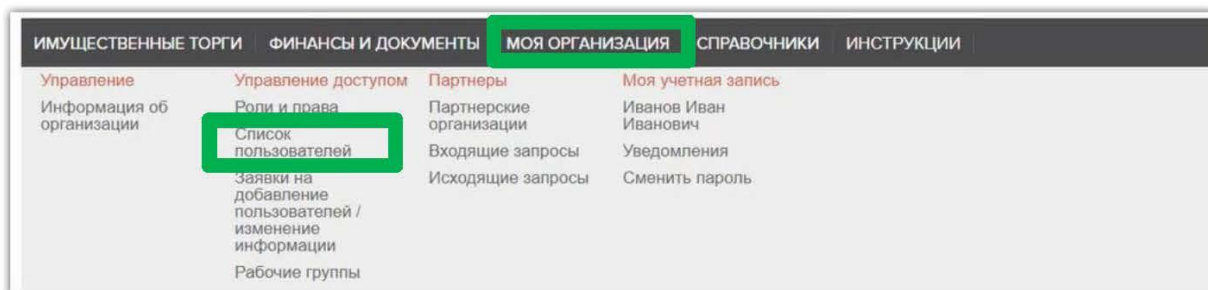 ИМУЩЕСТВЕННЫЕ ТОРГИ ФИНАНСЫ И ДОКУМЕНТЫ МОЯ ОРГАНИЗАЦИЯ СПРАВОЧНИКИ ИНСТРУКЦИИ
Управление
Информация об
организации
Управление доступом
Роли и права
Список
пользователей
Заявки на
добавление
пользователей /
изменение
информации
Рабочие группы
Партнеры
Партнерские
организации
Входящие запросы
Исходящие запросы
Моя учетная запись
Иванов Иван
Иванович
Уведомления
Сменить пароль